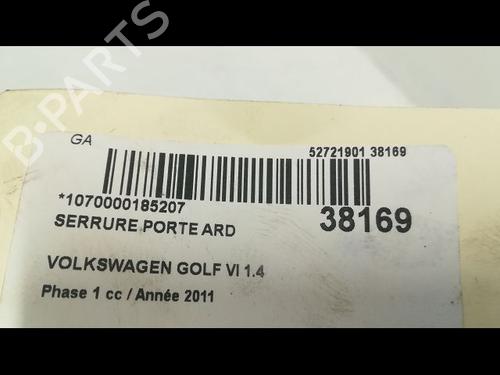 GA
52721901 38169
*1070000185207
38169
SERRURE PORTE ARD
VOLKSWAGEN GOLF VI 1.4
Phase 1 cc / Année 2011
B-PARTS